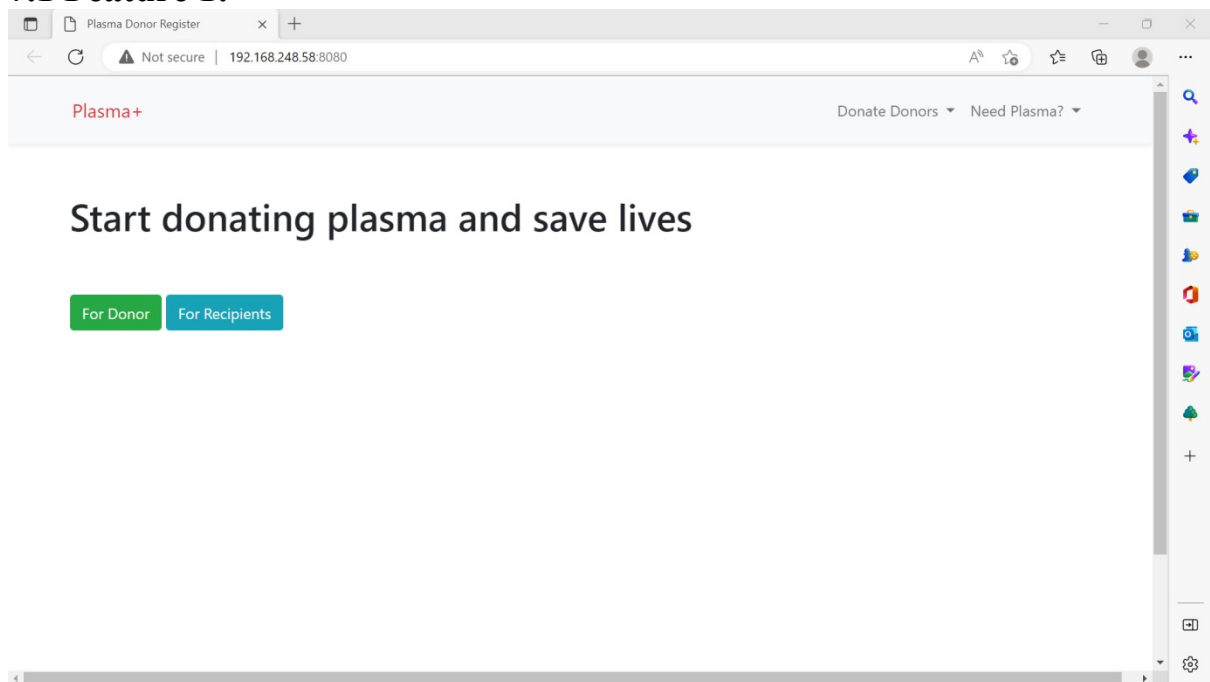 Plasma Donor Register
Not secure | 192.168.248.58:8080
Plasma+
Donate Donors Need Plasma?
Start donating plasma and save lives
For Donor For Recipients